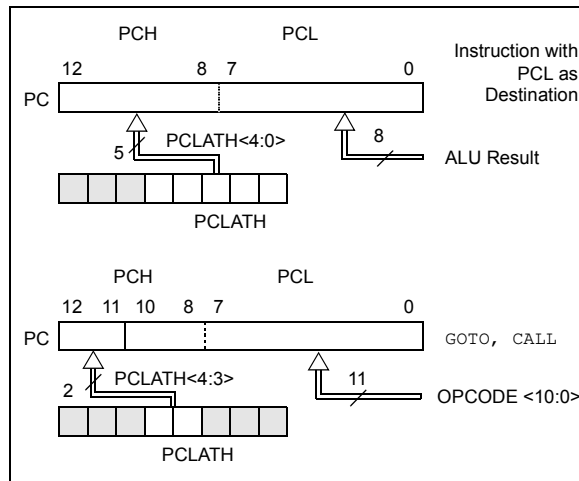 PCH PCL
12 8 7 0
Instruction with
PCL as
Destination
PC
5 PCLATH<4:0>
8
ALU Result
PCLATH
PCH PCL
12 11 10 8 7 0
PC
GOTO, CALL
2 PCLATH<4:3>
11
OPCODE <10:0>
PCLATH